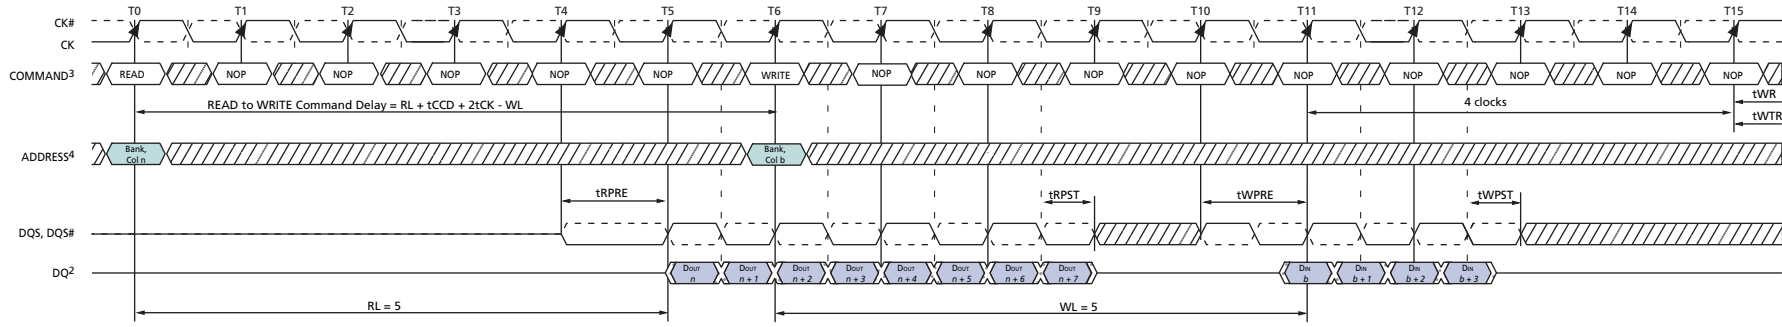 T0 T1 T2 T3 T4 T5 T6 T7 T8 T9 T10 T11 T12 T13 T14 T15
CK#
CK
COMMAND3 READ NOP NOP NOP NOP NOP WRITE NOP NOP NOP NOP NOP NOP NOP NOP NOP
READ to WRITE Command Delay = RL + tCCD + 2tCK - WL
4 clocks
tWR
tWTR
ADDRESS4
Bank,
Col n
Bank,
Col b
tRPRE tRPST tWPRE tWPST
DQS, DQS#
DQ2
Dout
n
Dout
n + 1
Dout
n + 2
Dout
n + 3
Dout
n + 4
Dout
n + 5
Dout
n + 6
Dout
n + 7
Din
b
Din
b + 1
Din
b + 2
Din
b + 3
RL = 5 WL = 5